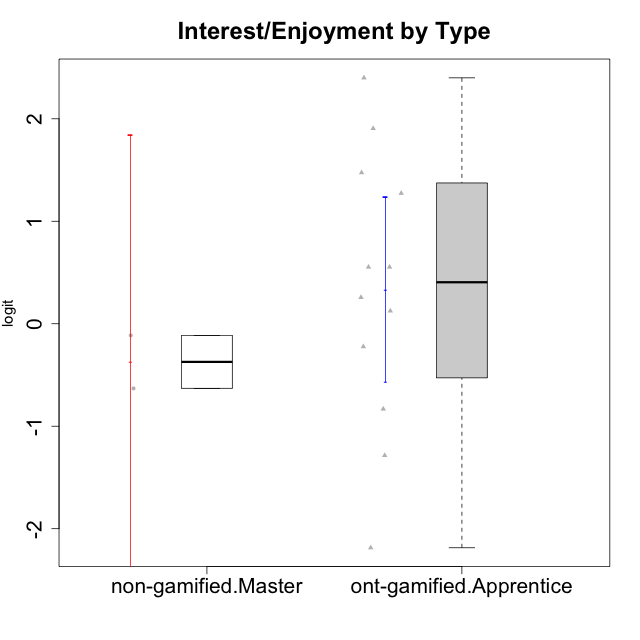 Interest/Enjoyment by Type
logit
2
1
0
-1
-2
non-gamified.Master
ont-gamified.Apprentice